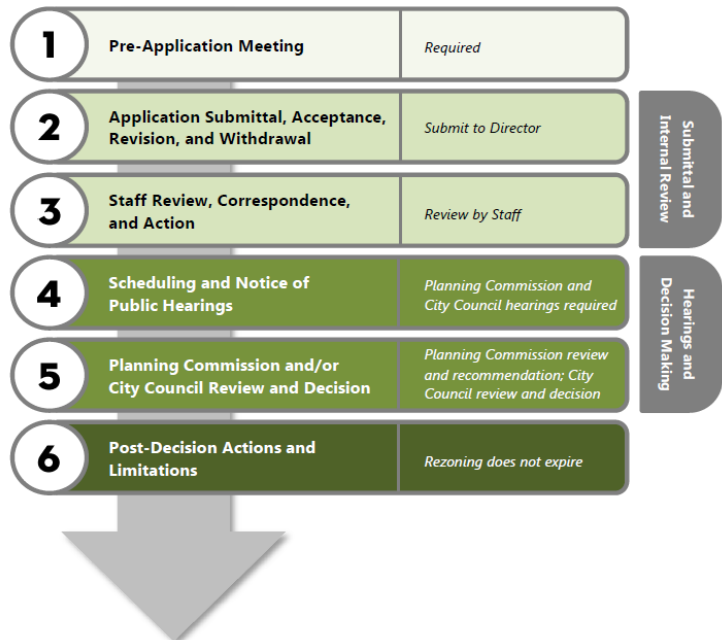 1
Pre-Application Meeting
Required
2
Application Submittal, Acceptance,
Revision, and Withdrawal
Submit to Director
3
Staff Review, Correspondence,
and Action
Review by Staff
Submittal and
Internal Review
4
Scheduling and Notice of
Public Hearings
Planning Commission and
City Council hearings required
5
Planning Commission and/or
City Council Review and Decision
Planning Commission review
and recommendation; City
Council review and decision
Hearings and
Decision Making
6
Post-Decision Actions and
Limitations
Rezoning does not expire